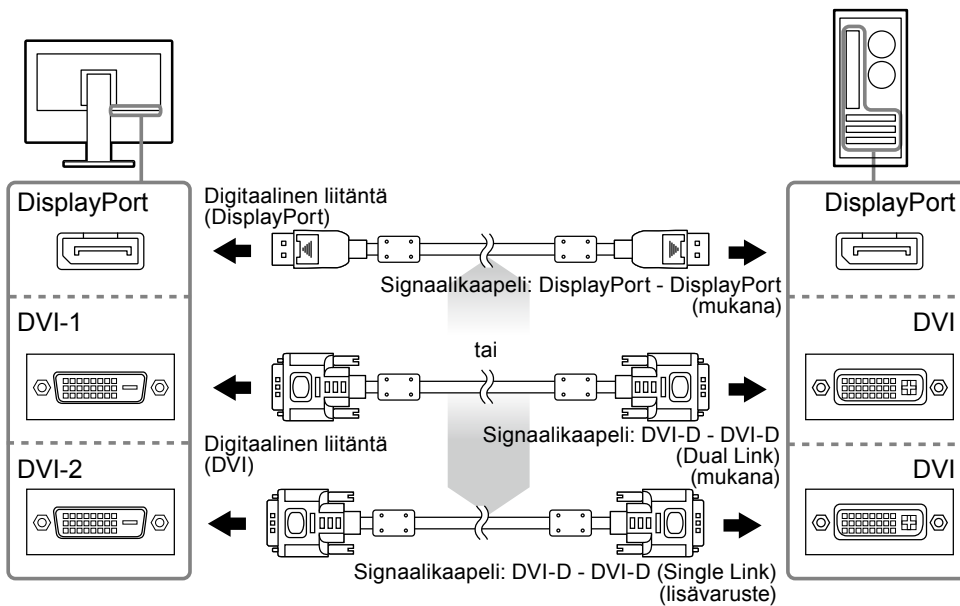 DisplayPort
Digitaalinen liitäntä
(DisplayPort)
DisplayPort
Signaalikaapeli: DisplayPort - DisplayPort
(mukana)
DVI-1
tai
DVI
Digitaalinen liitäntä
(DVI)
Signaalikaapeli: DVI-D - DVI-D
(Dual Link)
(mukana)
DVI-2
DVI
Signaalikaapeli: DVI-D - DVI-D (Single Link)
(lisävaruste)